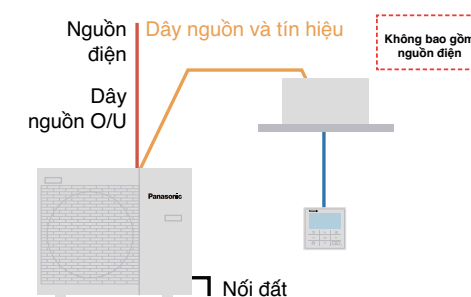 Nguồn
điện
Dây nguồn và tín hiệu
Không bao gồm
nguồn điện
Dây
nguồn O/U
Panasonic
Nối đất